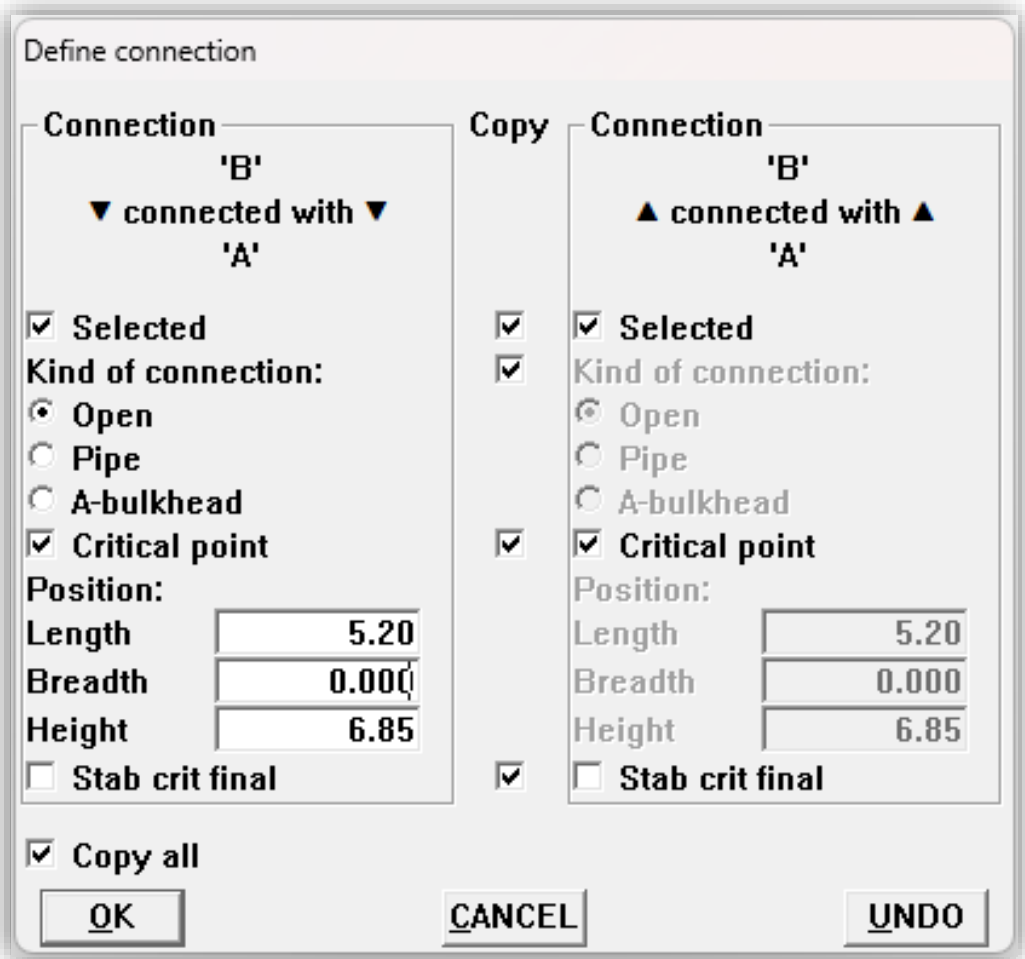 Define connection
Connection Copy Connection
'B' 'B'
▼ connected with ▼ ▲ connected with ▲
'A' 'A'
Selected Selected
Kind of connection: Kind of connection:
Open Open
Pipe Pipe
A-bulkhead A-bulkhead
Critical point Critical point
Position: Position:
Length 5.20 Length 5.20
Breadth 0.000 Breadth 0.000
Height 6.85 Height 6.85
Stab crit final Stab crit final
Copy all
OK CANCEL UNDO